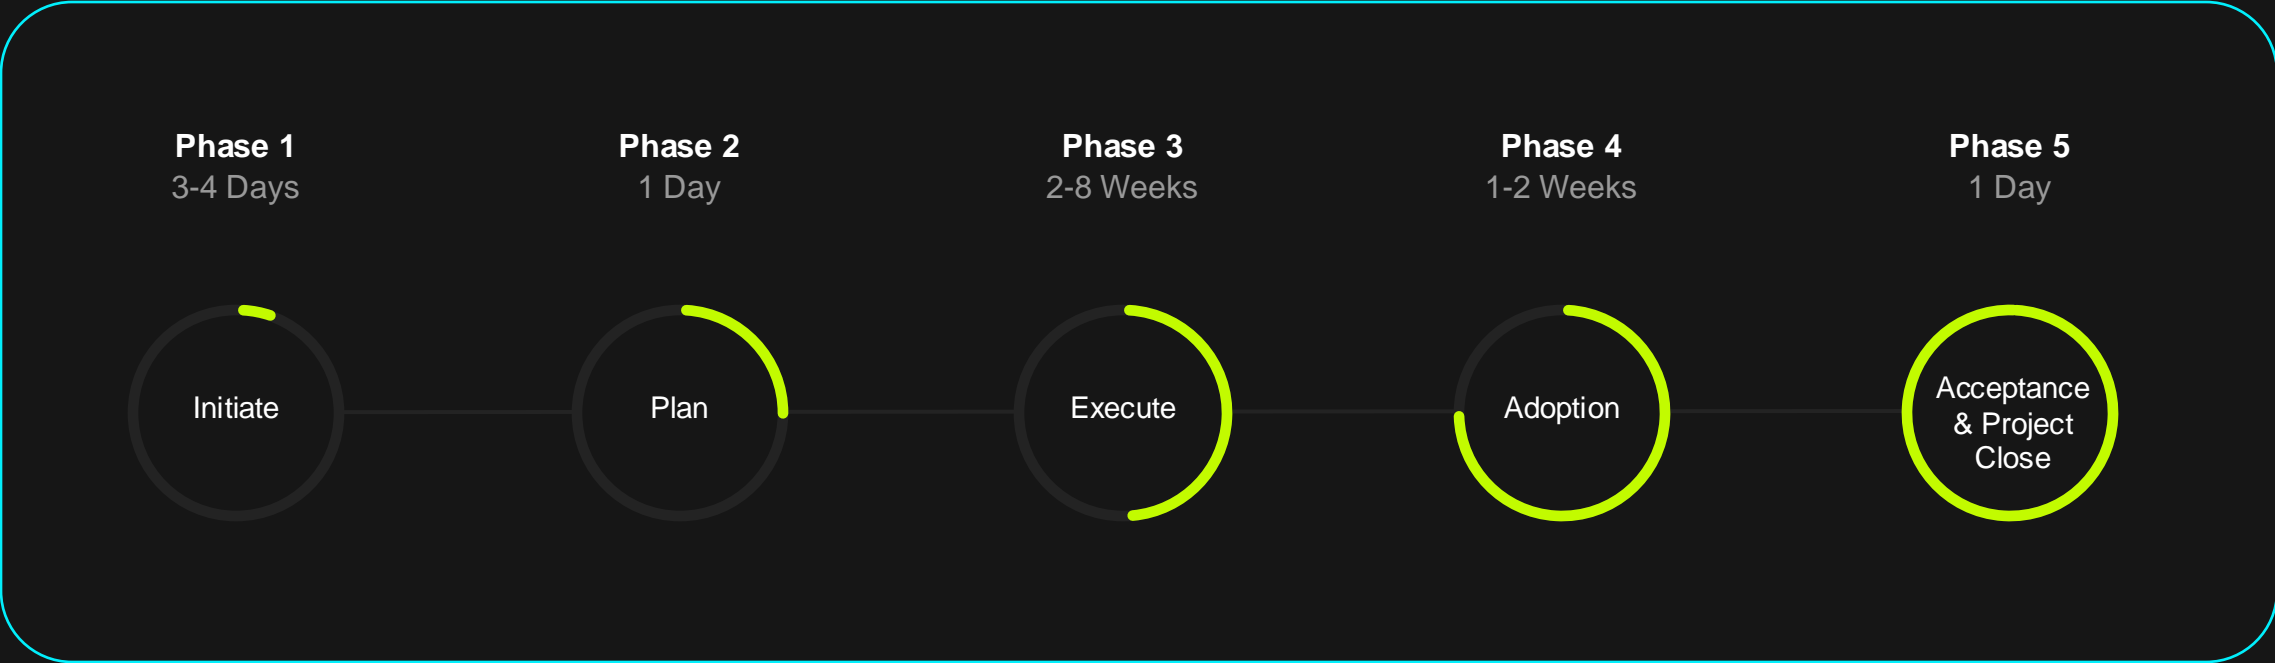 Phase 1
3-4 Days
Phase 2
1 Day
Phase 3
2-8 Weeks
Phase 4
1-2 Weeks
Phase 5
1 Day
Initiate
Plan
Execute
Adoption
Acceptance
& Project
Close